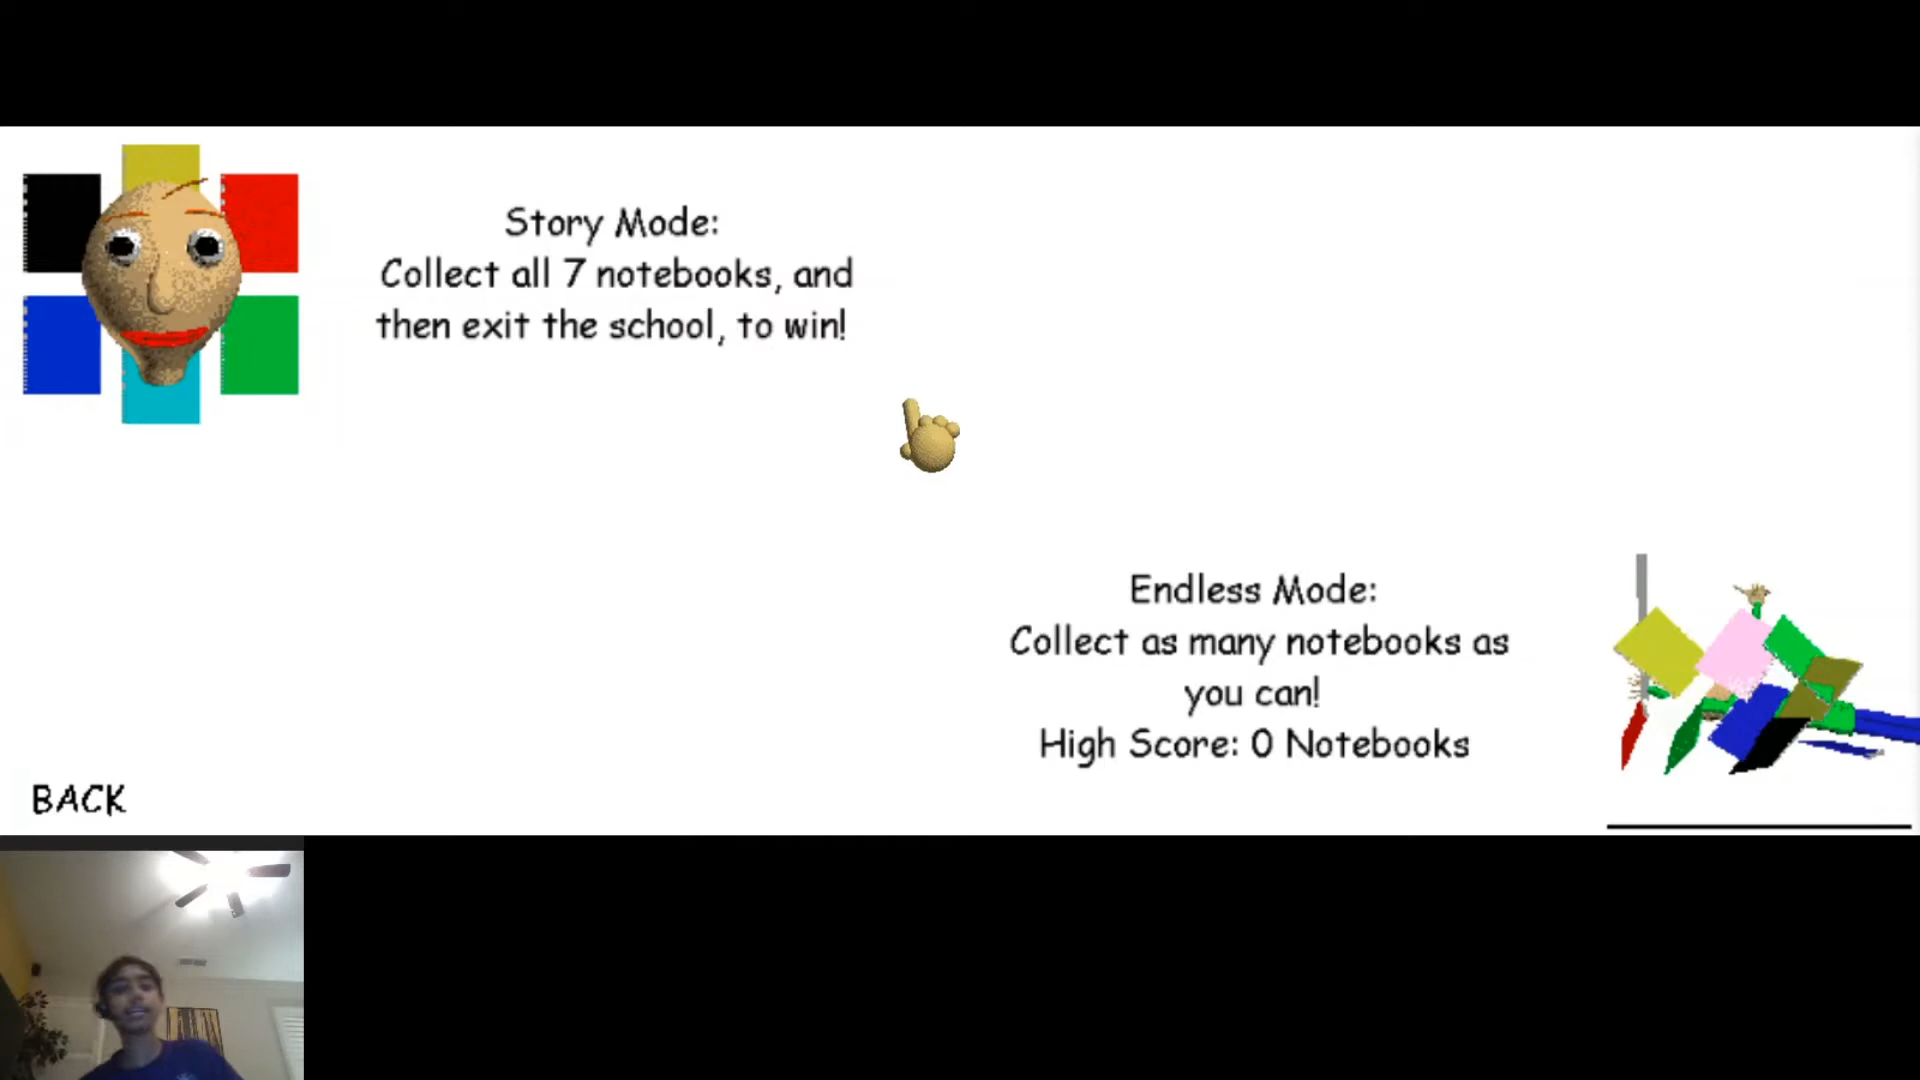 Story Mode:
Collect all 7 notebooks, and
then exit the school, to win!
Endless Mode:
Collect as many notebooks as
you can!
High Score: 0 Notebooks
BACK